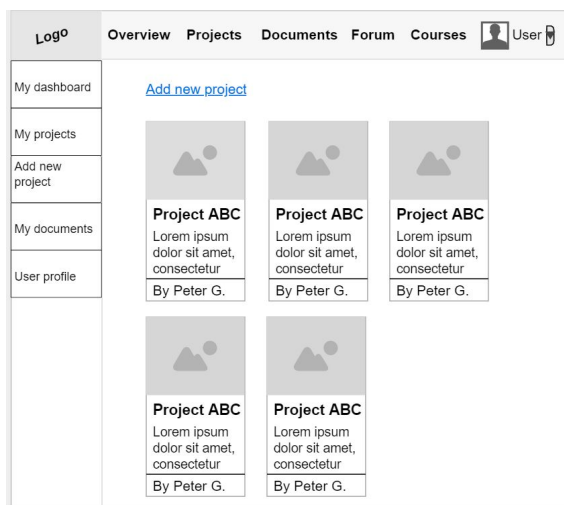 Logo
Overview Projects Documents Forum Courses User
My dashboard
My projects
Add new
project
My documents
User profile
Add new project
Project ABC
Lorem ipsum
dolor sit amet,
consectetur
By Peter G.
Project ABC
Lorem ipsum
dolor sit amet,
consectetur
By Peter G.
Project ABC
Lorem ipsum
dolor sit amet,
consectetur
By Peter G.
Project ABC
Lorem ipsum
dolor sit amet,
consectetur
By Peter G.
Project ABC
Lorem ipsum
dolor sit amet,
consectetur
By Peter G.